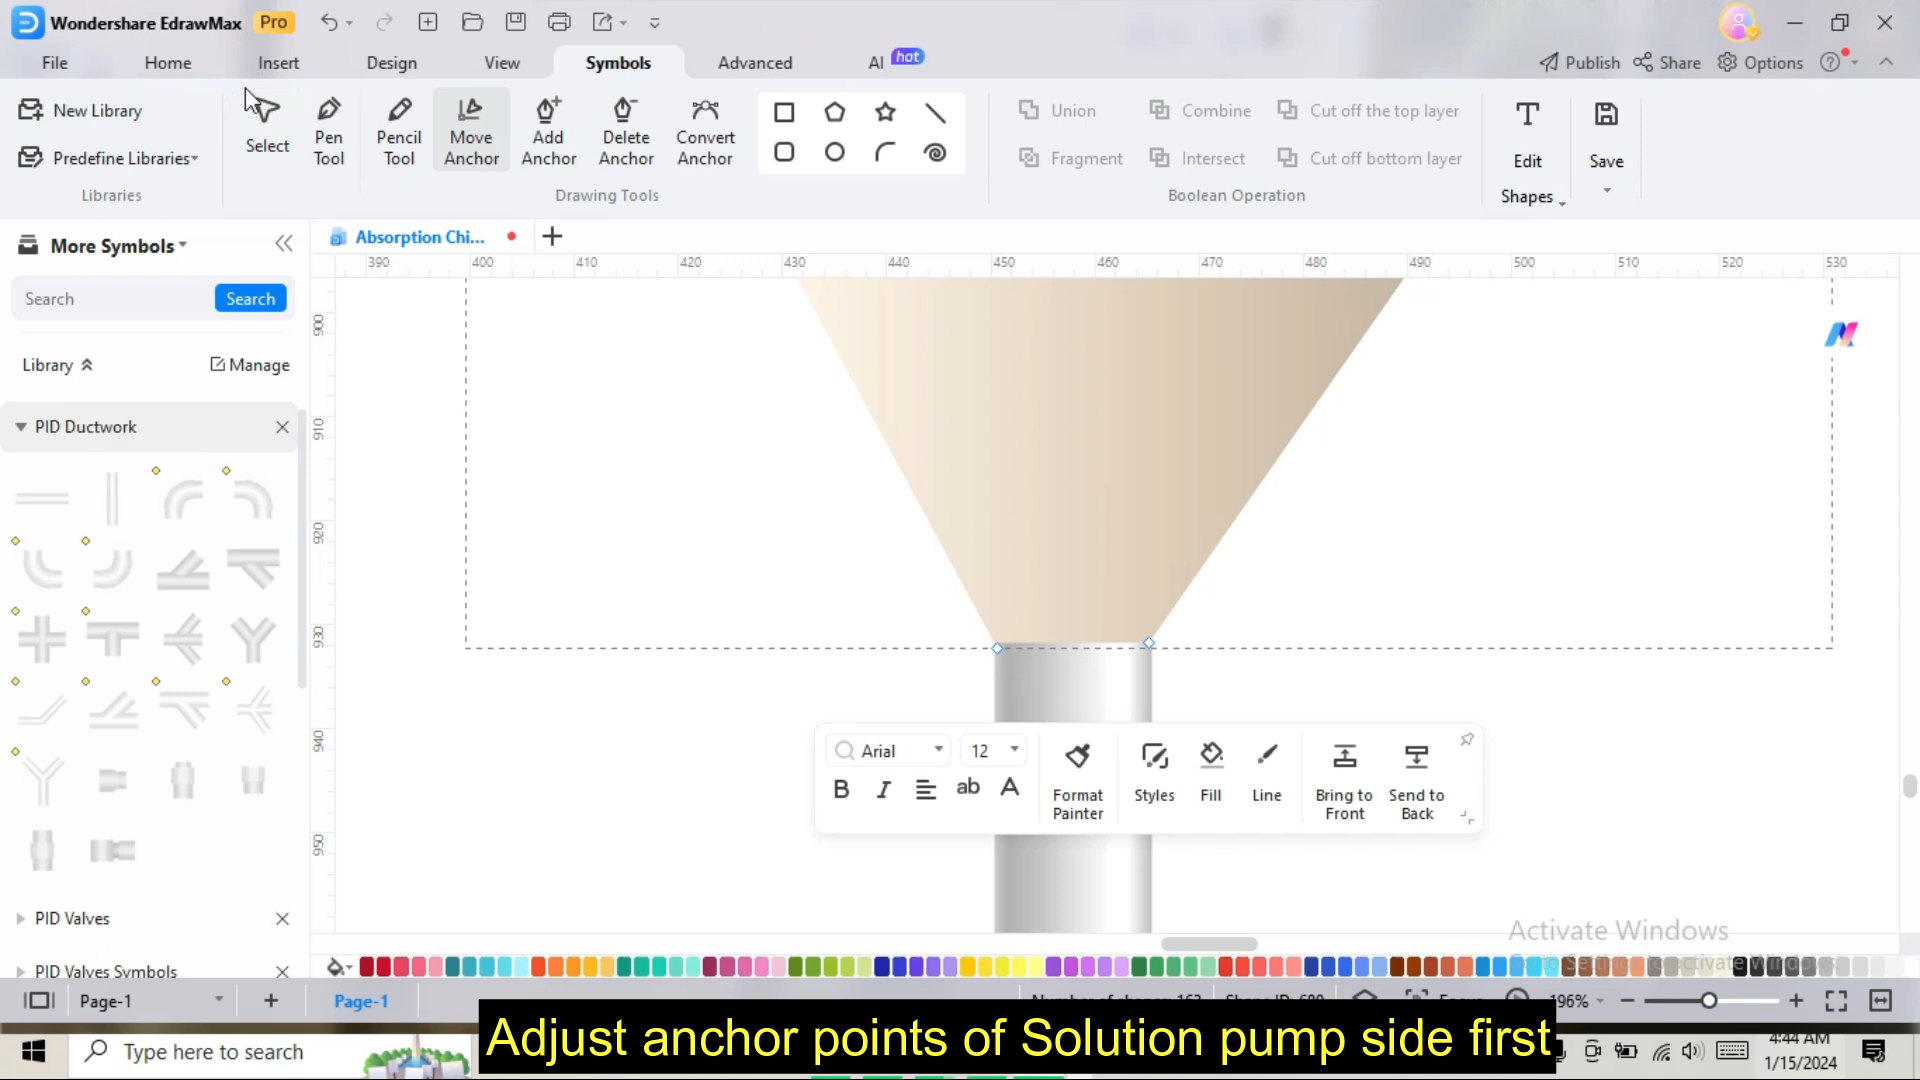 Wondershare EdrawMax Pro
File Home Insert Design View Symbols Advanced AI hot
Publish Share Options
New Library
Predefine Libraries
Libraries
Select
Pen Tool
Pencil Tool
Move Anchor
Add Anchor
Delete Anchor
Convert Anchor
Drawing Tools
Union Combine Cut off the top layer
Fragment Intersect Cut off bottom layer
Boolean Operation
Edit Shapes
Save
More Symbols
Absorption Chi...
390 400 410 420 430 440 450 460 470 480 490 500 510 520 530
Search Search
Library Manage
PID Ductwork
900
910
920
930
940
950
Arial 12
B I ab A
Format Painter
Styles Fill Line
Bring to Front
Send to Back
PID Valves
PID Valves Symbols
Activate Windows
Page-1 Page-1
196%
Adjust anchor points of Solution pump side first
Type here to search
4:44 AM
1/15/2024